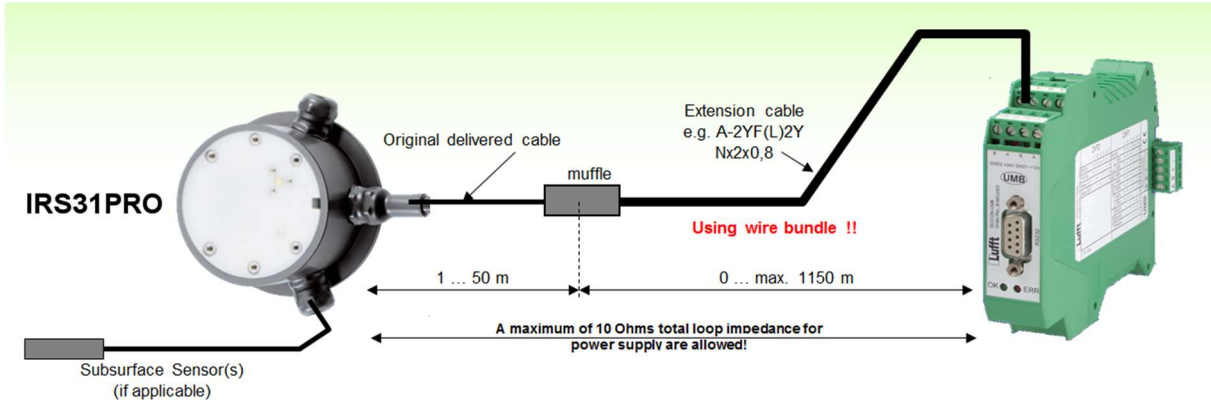 IRS31PRO
Original delivered cable
muffle
Extension cable
e.g. A-2YF(L)2Y
Nx2x0,8
Using wire bundle !!
1 ... 50 m
0 ... max. 1150 m
A maximum of 10 Ohms total loop impedance for
power supply are allowed!
Subsurface Sensor(s)
(if applicable)
UMB
Lufft
RS232
OK
ERR